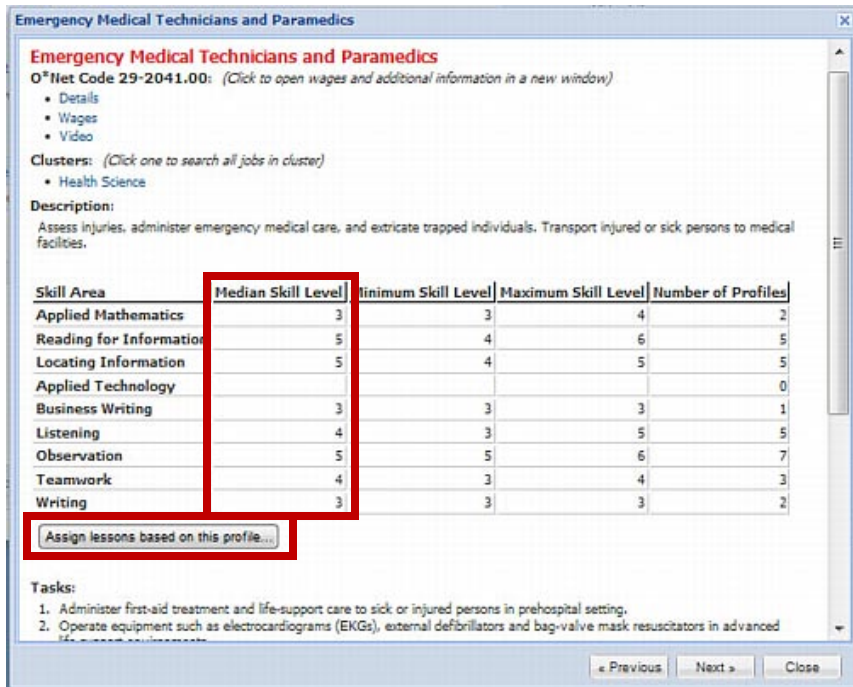 Emergency Medical Technicians and Paramedics
Emergency Medical Technicians and Paramedics
O*Net Code 29-2041.00: (Click to open wages and additional information in a new window)
• Details
• Wages
• Video
Clusters: (Click one to search all jobs in cluster)
• Health Science
Description:
Assess injuries, administer emergency medical care, and extricate trapped individuals. Transport injured or sick persons to medical
facilities.
Skill Area Median Skill Level Minimum Skill Level Maximum Skill Level Number of Profiles
Applied Mathematics 3 3 4 2
Reading for Information 5 4 6 5
Locating Information 5 4 5 5
Applied Technology 0
Business Writing 3 3 3 1
Listening 4 3 5 5
Observation 5 5 6 7
Teamwork 4 3 4 3
Writing 3 3 3 2
Assign lessons based on this profile...
Tasks:
1. Administer first-aid treatment and life-support care to sick or injured persons in prehospital setting.
2. Operate equipment such as electrocardiograms (EKGs), external defibrillators and bag-valve mask resuscitators in advanced
« Previous Next » Close